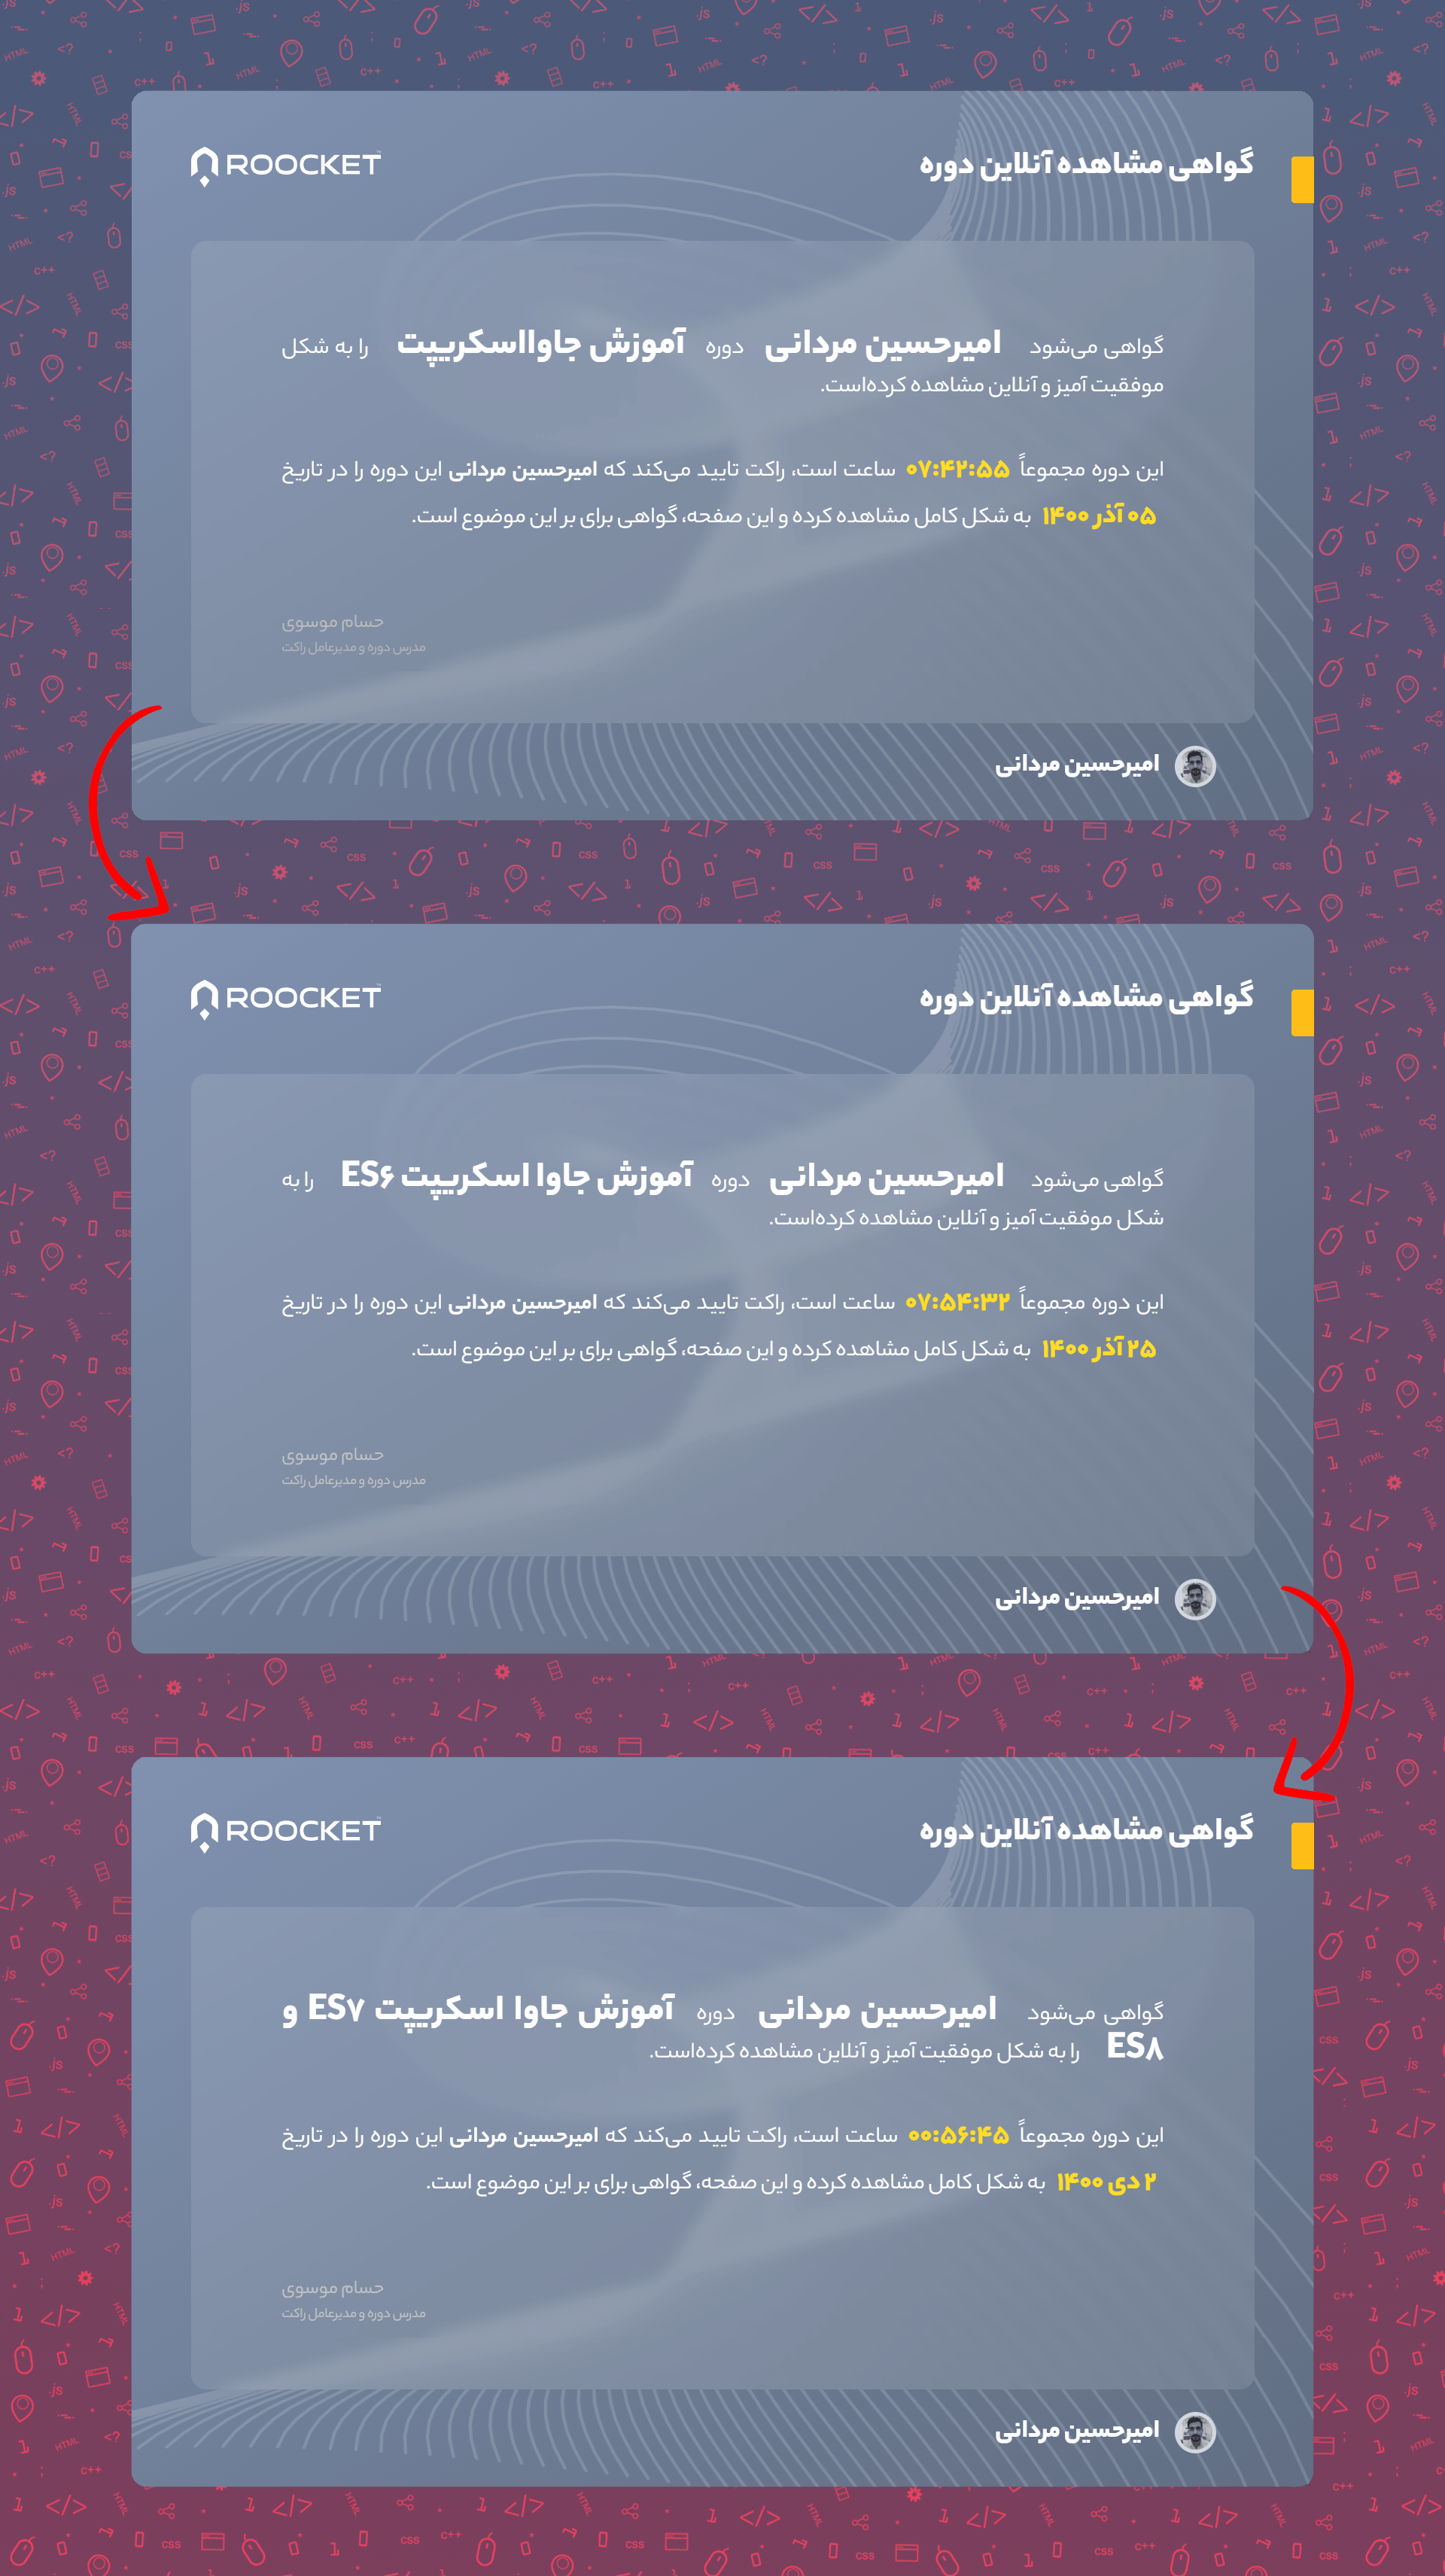 گواهی مشاهده آنلاین دوره
ROOCKET
گواهی می‌شود امیرحسین مردانی دوره آموزش جاوااسکریپت را به شکل
موفقیت آمیز و آنلاین مشاهده کرده‌است.
این دوره مجموعاً ۰۷:۴۲:۵۵ ساعت است، راکت تایید می‌کند که امیرحسین مردانی این دوره را در تاریخ
۰۵ آذر ۱۴۰۰ به شکل کامل مشاهده کرده و این صفحه، گواهی برای بر این موضوع است.
حسام موسوی
مدرس دوره و مدیرعامل راکت
امیرحسین مردانی
گواهی مشاهده آنلاین دوره
ROOCKET
گواهی می‌شود امیرحسین مردانی دوره آموزش جاوا اسکریپت ES۶ را به
شکل موفقیت آمیز و آنلاین مشاهده کرده‌است.
این دوره مجموعاً ۰۷:۵۴:۳۲ ساعت است، راکت تایید می‌کند که امیرحسین مردانی این دوره را در تاریخ
۲۵ آذر ۱۴۰۰ به شکل کامل مشاهده کرده و این صفحه، گواهی برای بر این موضوع است.
حسام موسوی
مدرس دوره و مدیرعامل راکت
امیرحسین مردانی
گواهی مشاهده آنلاین دوره
ROOCKET
گواهی می‌شود امیرحسین مردانی دوره آموزش جاوا اسکریپت ES۷ و
ES۸ را به شکل موفقیت آمیز و آنلاین مشاهده کرده‌است.
این دوره مجموعاً ۰۰:۵۶:۴۵ ساعت است، راکت تایید می‌کند که امیرحسین مردانی این دوره را در تاریخ
۲ دی ۱۴۰۰ به شکل کامل مشاهده کرده و این صفحه، گواهی برای بر این موضوع است.
حسام موسوی
مدرس دوره و مدیرعامل راکت
امیرحسین مردانی